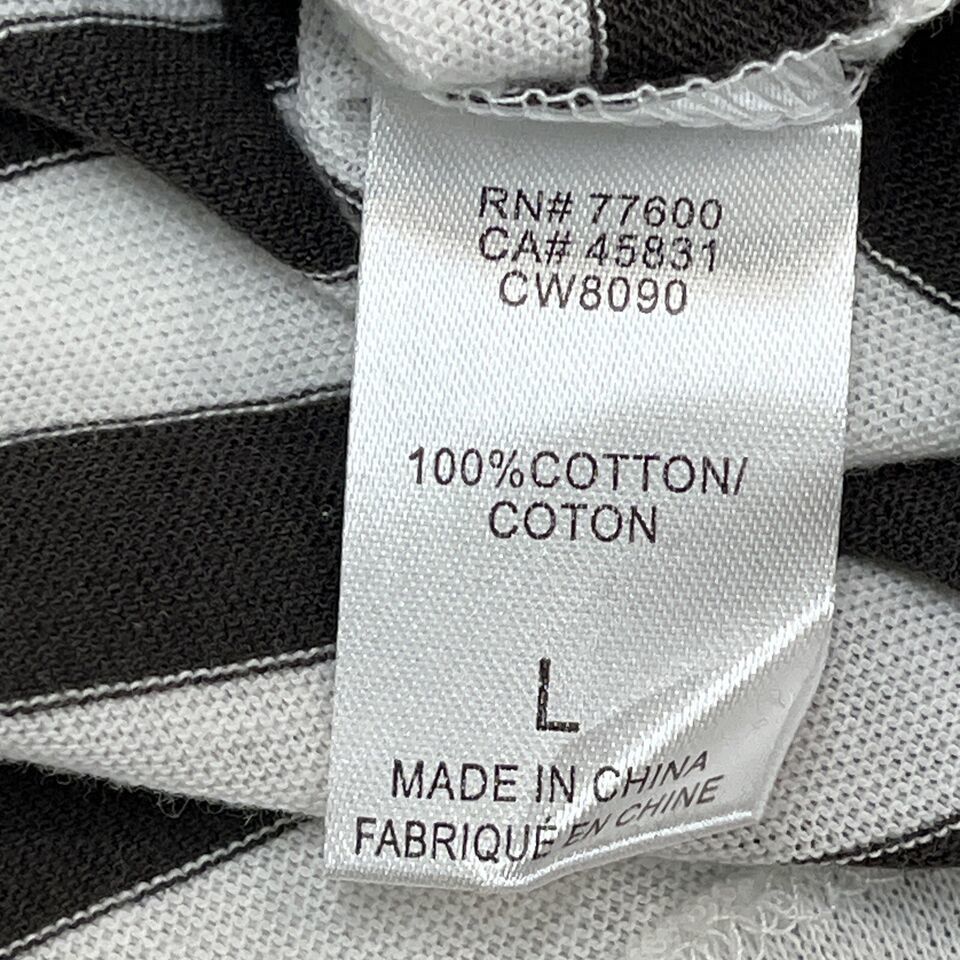 RN# 77600
CA# 45831
CW8090
100%COTTON/
COTON
L
MADE IN CHINA
FABRIQUÉ EN CHINE